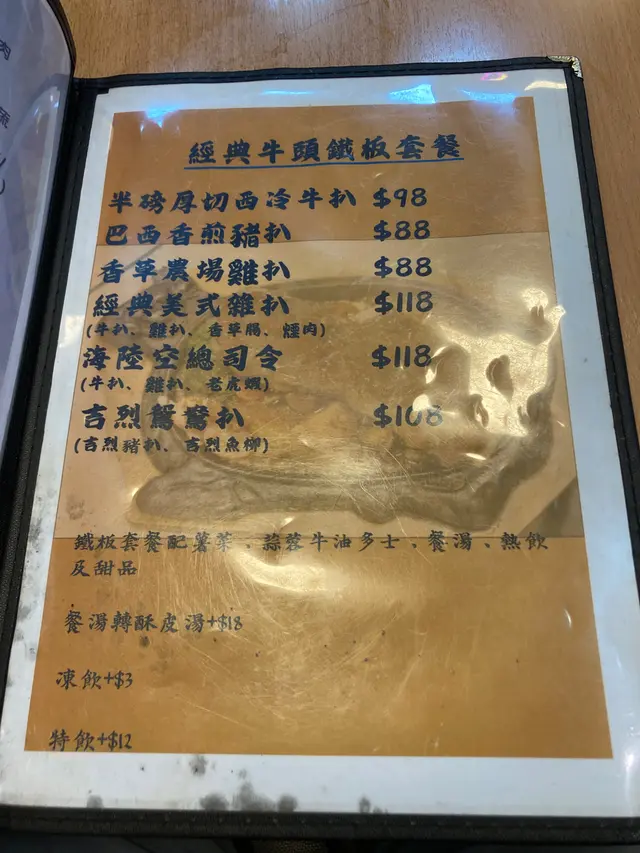 經典牛頭鐵板套餐
半磅厚切西冷牛扒 $98
巴西香煎豬扒 $88
香草農場雞扒 $88
經典美式雜扒 $118
(牛扒、雞扒、香草腸、煙肉)
海陸空總司令 $118
(牛扒、雞扒、老虎蝦)
吉烈鴛鴦扒 $108
(吉烈豬扒、吉烈魚柳)
鐵板套餐配薯菜、蒜蓉牛油多士、餐湯、熱飲
及甜品
餐湯轉酥皮湯+$18
凍飲+$3
特飲+$12